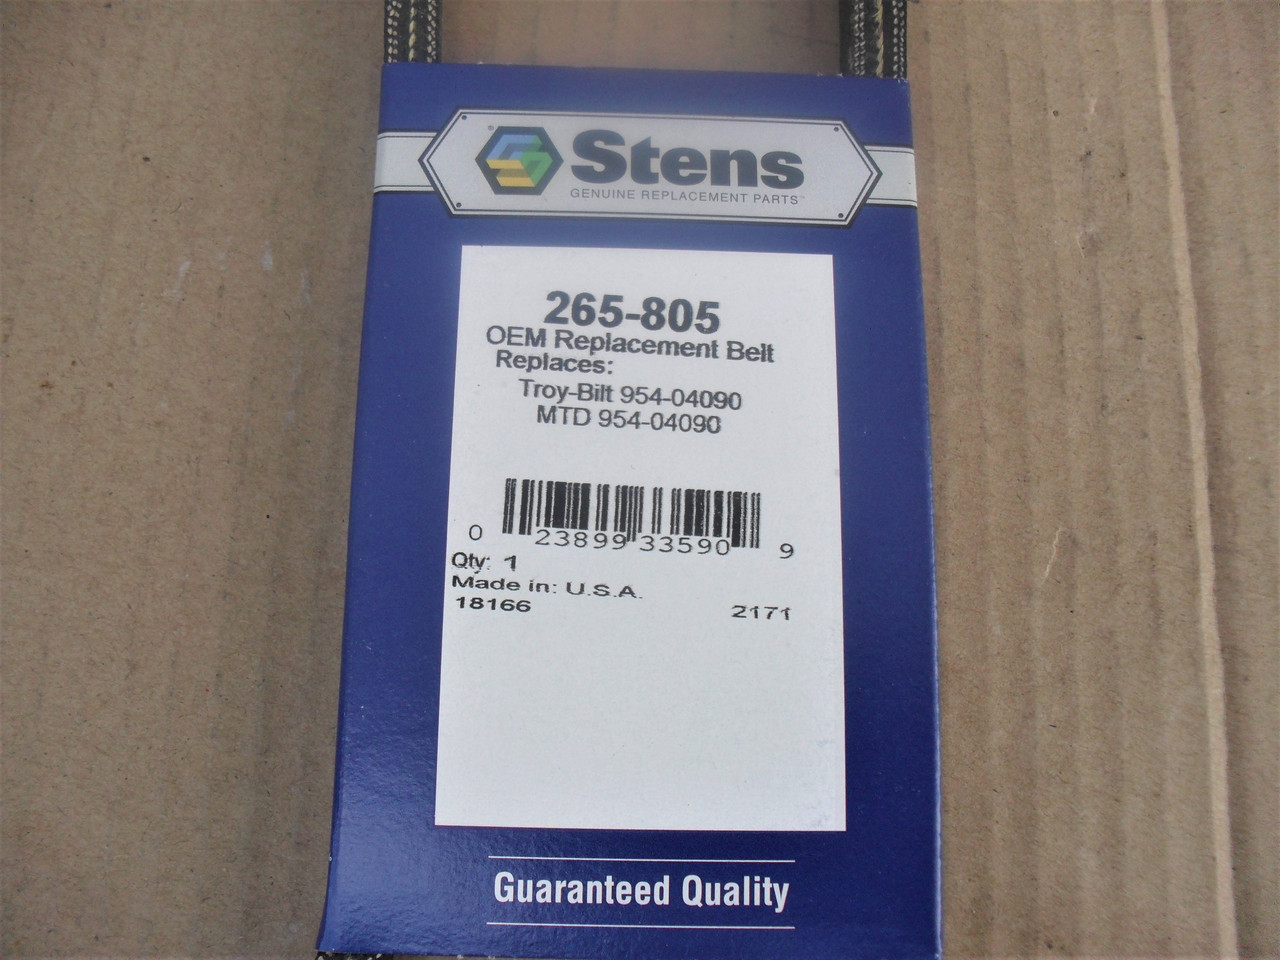 Stens
GENUINE REPLACEMENT PARTS™
265-805
OEM Replacement Belt
Replaces:
Troy-Bilt 954-04090
MTD 954-04090
0 23899 33590 9
Qty: 1
Made in: U.S.A.
18166 2171
Guaranteed Quality